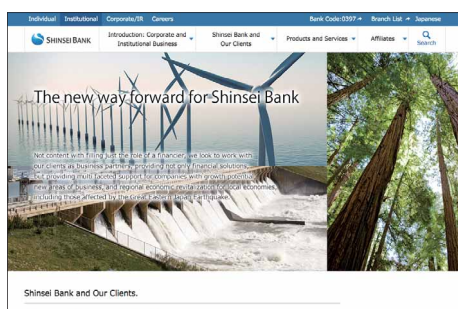 Individual Institutional Corporate/IR Careers Bank Code:0397 Branch List Japanese
SHINSEI BANK
Introduction: Corporate and
Institutional Business
Shinsei Bank and
Our Clients
Products and Services
Affiliates
Search
The new way forward for Shinsei Bank
Not content with filling just the role of a financier, we look to work with
our clients as business partners, providing not only financial solutions,
but providing multi faceted support for companies with growth potential,
new areas of business, and regional economic revitalization for local economies,
including those affected by the Great Eastern Japan Earthquake.
Shinsei Bank and Our Clients.